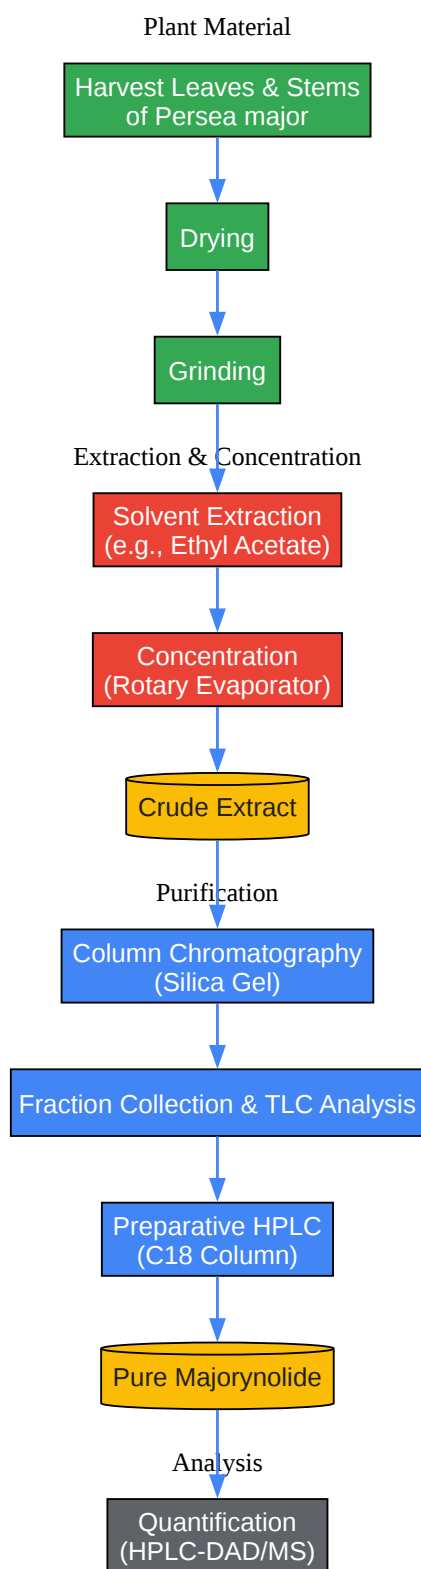 Plant Material
Harvest Leaves & Stems
of Persea major
Drying
Grinding
Extraction & Concentration
Solvent Extraction
(e.g., Ethyl Acetate)
Concentration
(Rotary Evaporator)
Crude Extract
Purification
Column Chromatography
(Silica Gel)
Fraction Collection & TLC Analysis
Preparative HPLC
(C18 Column)
Pure Majorynolide
Analysis
Quantification
(HPLC-DAD/MS)